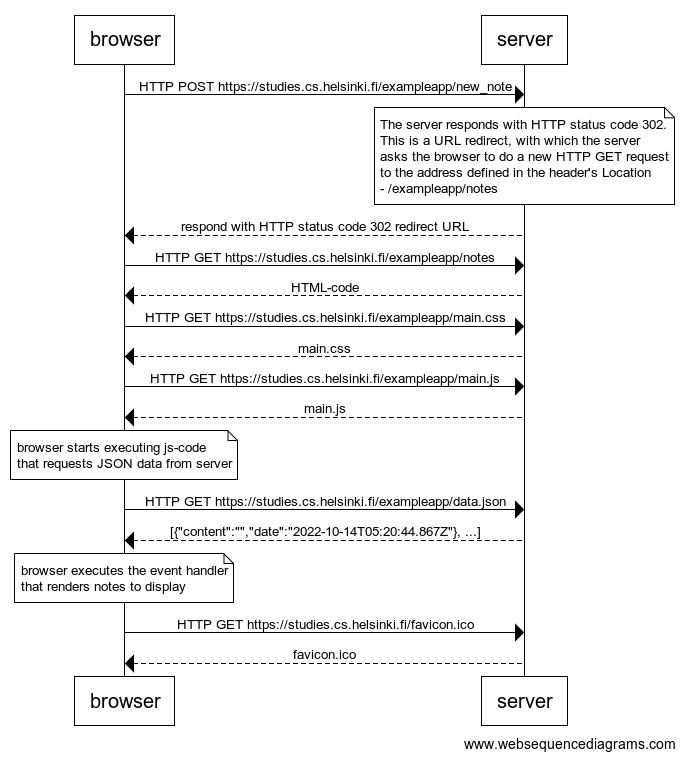 browser
server
HTTP POST https://studies.cs.helsinki.fi/exampleapp/new_note
The server responds with HTTP status code 302.
This is a URL redirect, with which the server
asks the browser to do a new HTTP GET request
to the address defined in the header's Location
- /exampleapp/notes
respond with HTTP status code 302 redirect URL
HTTP GET https://studies.cs.helsinki.fi/exampleapp/notes
HTML-code
HTTP GET https://studies.cs.helsinki.fi/exampleapp/main.css
main.css
HTTP GET https://studies.cs.helsinki.fi/exampleapp/main.js
main.js
browser starts executing js-code
that requests JSON data from server
HTTP GET https://studies.cs.helsinki.fi/exampleapp/data.json
[{"content":"","date":"2022-10-14T05:20:44.867Z"}, ...]
browser executes the event handler
that renders notes to display
HTTP GET https://studies.cs.helsinki.fi/favicon.ico
favicon.ico
browser
server
www.websequencediagrams.com